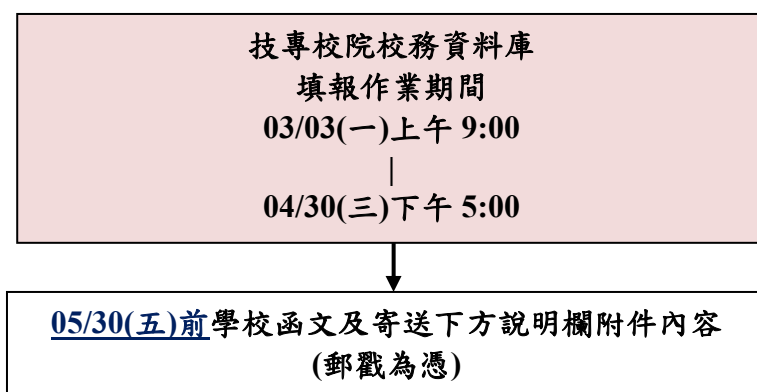 技專校院校務資料庫
填報作業期間
03/03(一)上午 9:00
|
04/30(三)下午 5:00
05/30(五)前學校函文及寄送下方說明欄附件內容
(郵戳為憑)